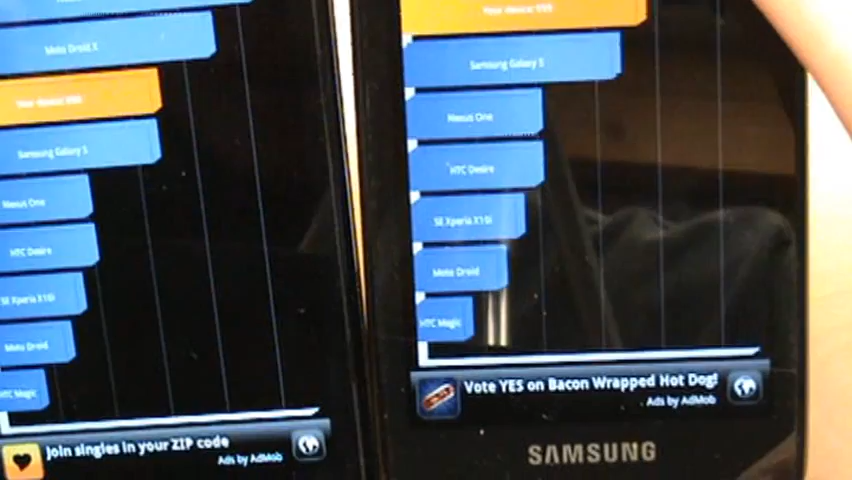 Moto Droid X
Samsung Galaxy S
Nexus One
HTC Desire
SE Xperia X10i
Moto Droid
HTC Magic
Join singles in your ZIP code
Ads by AdMob
Your device:
Samsung Galaxy S
Nexus One
HTC Desire
SE Xperia X10i
Moto Droid
HTC Magic
Vote YES on Bacon Wrapped Hot Dog!
Ads by AdMob
SAMSUNG